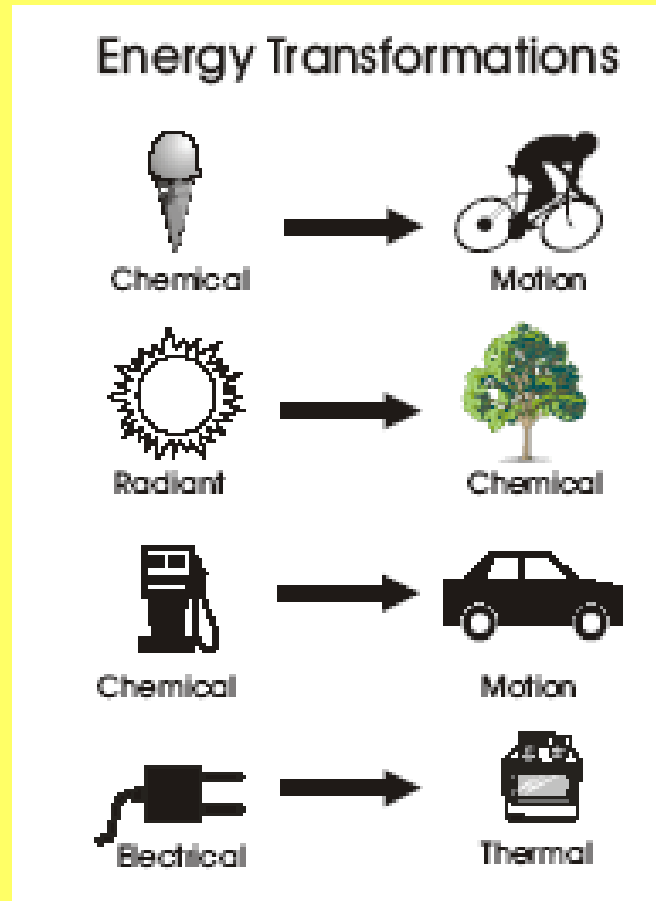 Energy Transformations
Chemical Motion
Radiant Chemical
Chemical Motion
Electrical Thermal